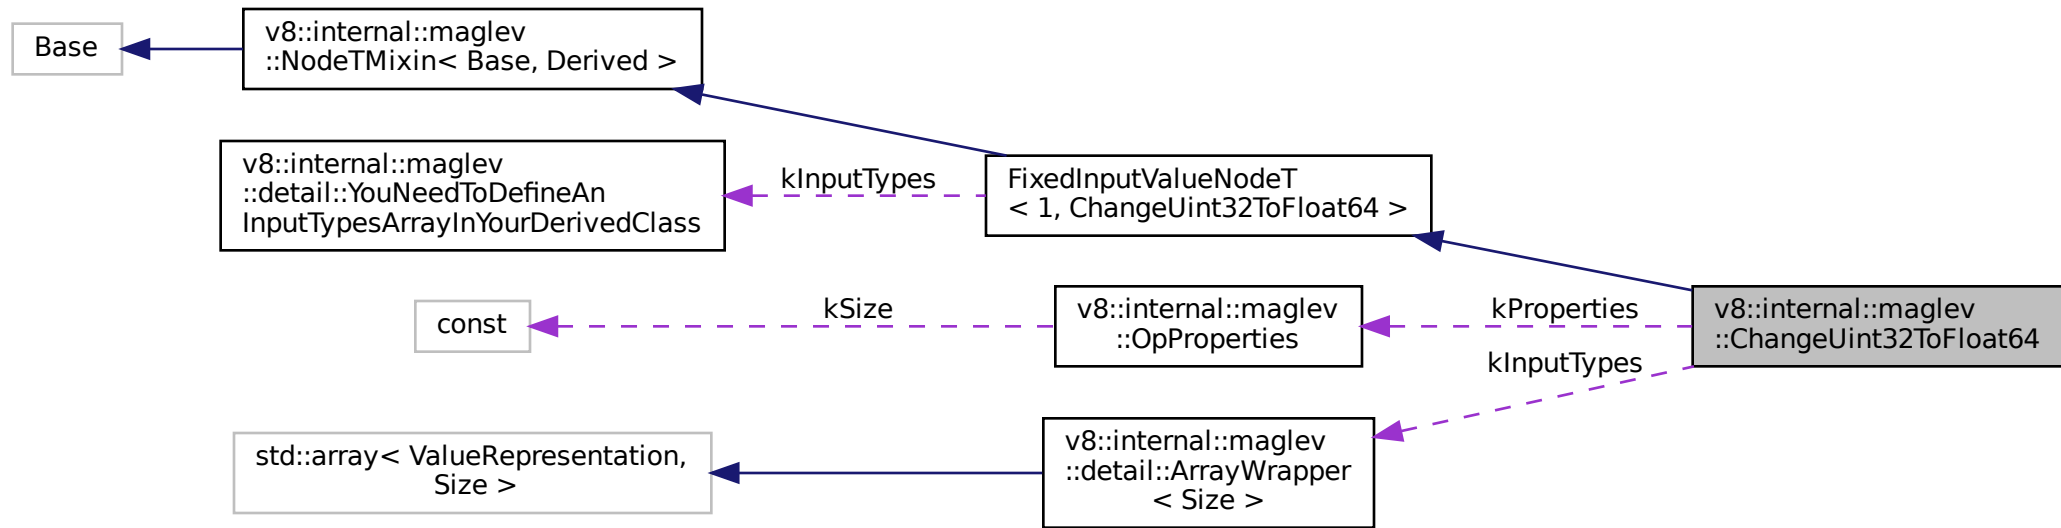 Base
v8::internal::maglev
::NodeTMixin< Base, Derived >
v8::internal::maglev
::detail::YouNeedToDefineAn
InputTypesArrayInYourDerivedClass
kInputTypes
FixedInputValueNodeT
< 1, ChangeUint32ToFloat64 >
const
kSize
v8::internal::maglev
::OpProperties
kProperties
v8::internal::maglev
::ChangeUint32ToFloat64
kInputTypes
std::array< ValueRepresentation,
Size >
v8::internal::maglev
::detail::ArrayWrapper
< Size >